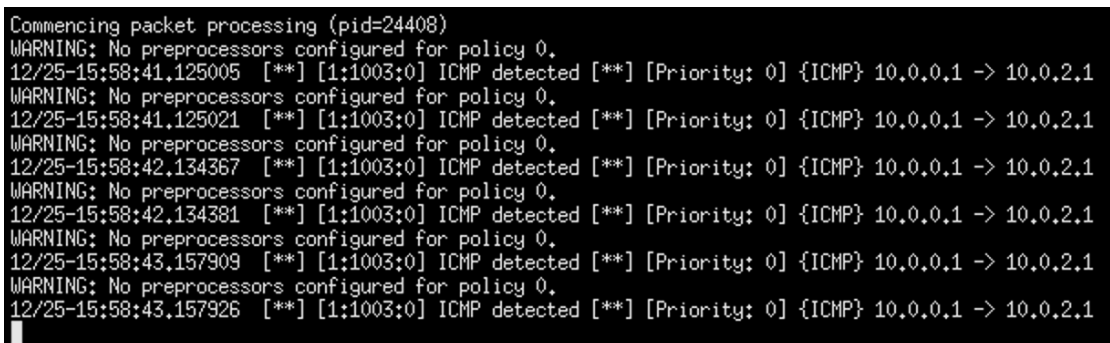 Commencing packet processing (pid=24408)
WARNING: No preprocessors configured for policy 0.
12/25-15:58:41.125005  [**] [1:1003:0] ICMP detected [**] [Priority: 0] {ICMP} 10.0.0.1 -> 10.0.2.1
WARNING: No preprocessors configured for policy 0.
12/25-15:58:41.125021  [**] [1:1003:0] ICMP detected [**] [Priority: 0] {ICMP} 10.0.0.1 -> 10.0.2.1
WARNING: No preprocessors configured for policy 0.
12/25-15:58:42.134367  [**] [1:1003:0] ICMP detected [**] [Priority: 0] {ICMP} 10.0.0.1 -> 10.0.2.1
WARNING: No preprocessors configured for policy 0.
12/25-15:58:42.134381  [**] [1:1003:0] ICMP detected [**] [Priority: 0] {ICMP} 10.0.0.1 -> 10.0.2.1
WARNING: No preprocessors configured for policy 0.
12/25-15:58:43.157909  [**] [1:1003:0] ICMP detected [**] [Priority: 0] {ICMP} 10.0.0.1 -> 10.0.2.1
WARNING: No preprocessors configured for policy 0.
12/25-15:58:43.157926  [**] [1:1003:0] ICMP detected [**] [Priority: 0] {ICMP} 10.0.0.1 -> 10.0.2.1